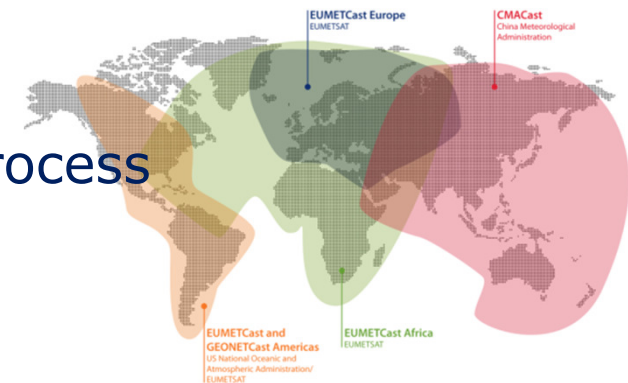 EUMETCast Europe
EUMETSAT
CMACast
China Meteorological
Administration
rocess
EUMETCast and
GEONETCast Americas
US National Oceanic and
Atmospheric Administration/
EUMETSAT
EUMETCast Africa
EUMETSAT